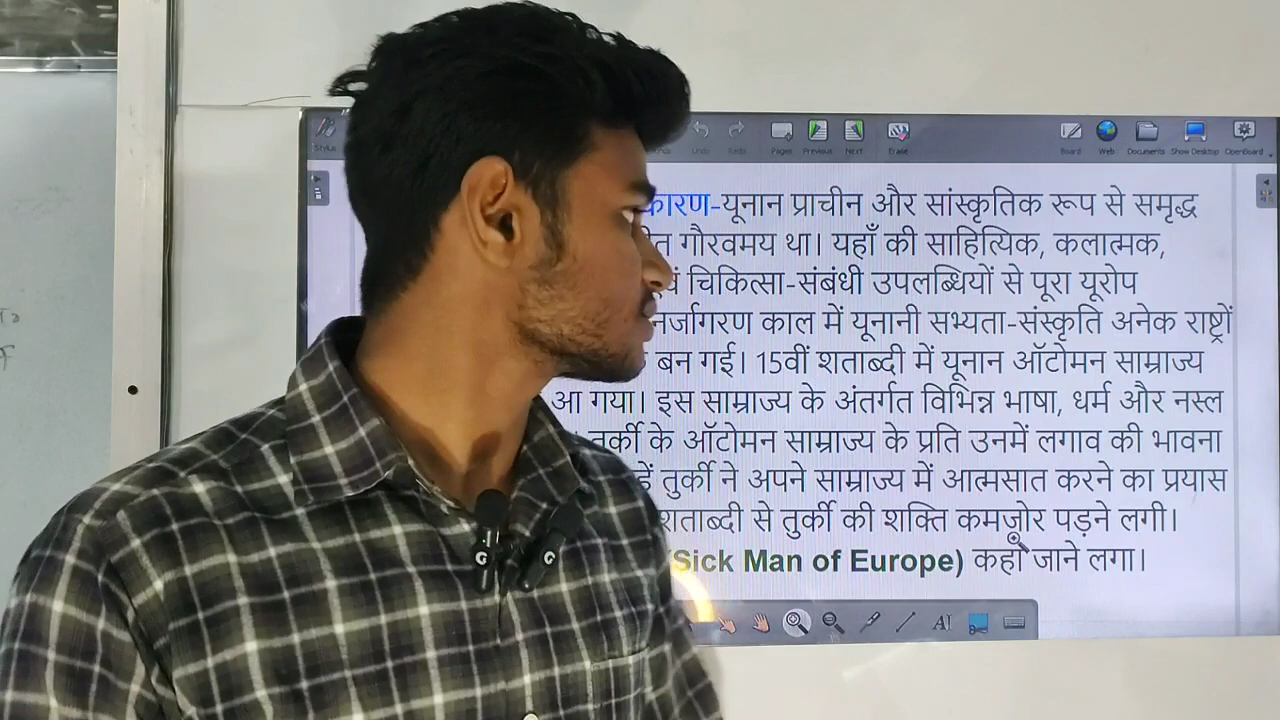 Stylus Undo Redo Pages Previous Next Erase Board Web Documents Show Desktop OpenBoard
कारण-यूनान प्राचीन और सांस्कृतिक रूप से समृद्ध
गौरवमय था। यहाँ की साहित्यिक, कलात्मक,
चिकित्सा-संबंधी उपलब्धियों से पूरा यूरोप
काल में यूनानी सभ्यता-संस्कृति अनेक राष्ट्रों
बन गई। 15वीं शताब्दी में यूनान ऑटोमन साम्राज्य
आ गया। इस साम्राज्य के अंतर्गत विभिन्न भाषा, धर्म और नस्ल
तुर्की के ऑटोमन साम्राज्य के प्रति उनमें लगाव की भावना
तुर्की ने अपने साम्राज्य में आत्मसात करने का प्रयास
शताब्दी से तुर्की की शक्ति कमजोर पड़ने लगी।
(Sick Man of Europe) कहा जाने लगा।